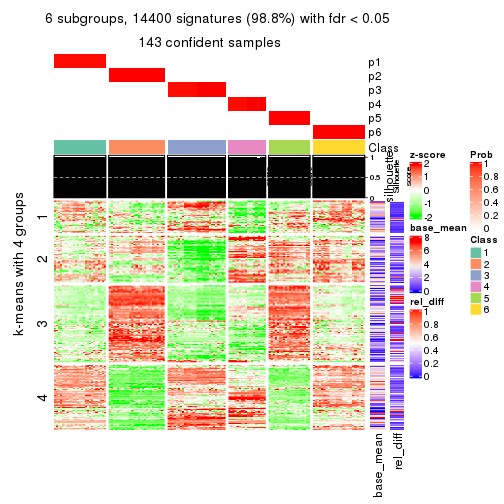 6 subgroups, 14400 signatures (98.8%) with fdr < 0.05
143 confident samples
p1
p2
p3
p4
p5
p6
Class
1
0.5
0
silhouette
Silhouette
score
k-means with 4 groups
1
2
3
4
base_mean
rel_diff
z-score
2
1
0
-1
-2
base_mean
8
6
4
2
0
rel_diff
1
0.8
0.6
0.4
0.2
0
Prob
1
0.8
0.6
0.4
0.2
0
Class
1
2
3
4
5
6